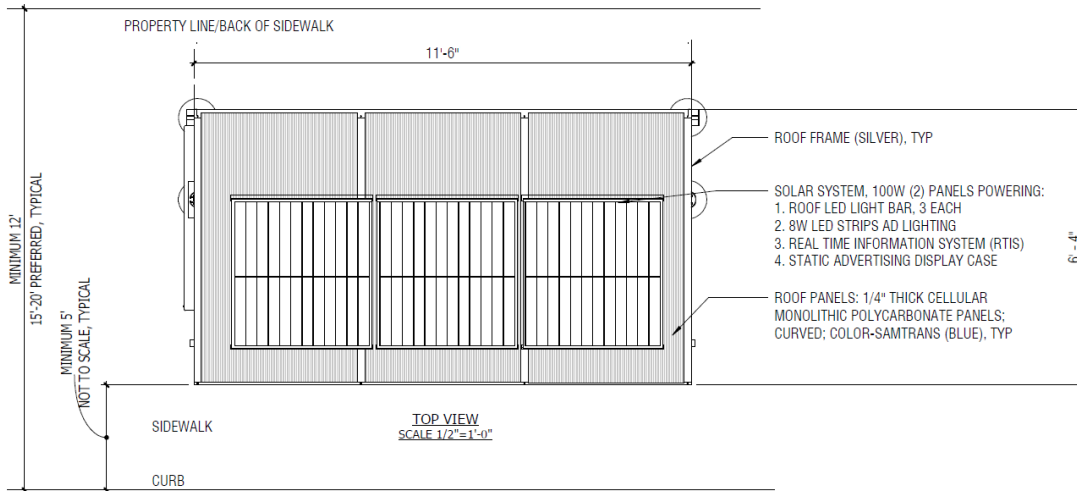 PROPERTY LINE/BACK OF SIDEWALK
11'-6"
ROOF FRAME (SILVER), TYP
SOLAR SYSTEM, 100W (2) PANELS POWERING:
1. ROOF LED LIGHT BAR, 3 EACH
2. 8W LED STRIPS AD LIGHTING
3. REAL TIME INFORMATION SYSTEM (RTIS)
4. STATIC ADVERTISING DISPLAY CASE
ROOF PANELS: 1/4" THICK CELLULAR
MONOLITHIC POLYCARBONATE PANELS;
CURVED; COLOR-SAMTRANS (BLUE), TYP
6' - 4"
MINIMUM 12'
15'-20' PREFERRED, TYPICAL
MINIMUM 5'
NOT TO SCALE, TYPICAL
SIDEWALK
TOP VIEW
SCALE 1/2"=1'-0"
CURB